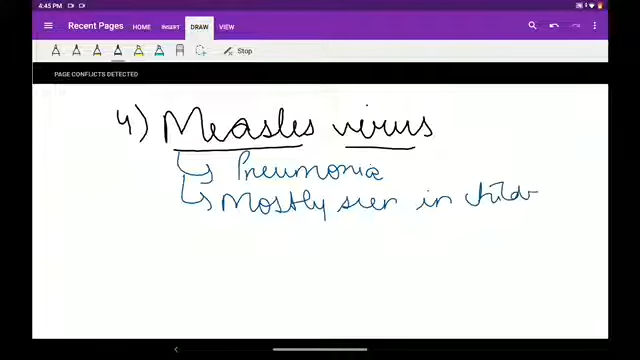 4:45 PM
Recent Pages HOME INSERT DRAW VIEW
Stop
PAGE CONFLICTS DETECTED
4) Measles virus
Pneumonia
Mostly seen in child